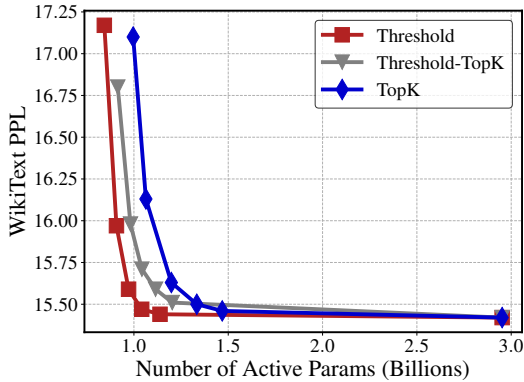 17.25
17.00
16.75
16.50
16.25
16.00
15.75
15.50
WikiText PPL
Threshold
Threshold-TopK
TopK
1.0
1.5
2.0
2.5
3.0
Number of Active Params (Billions)